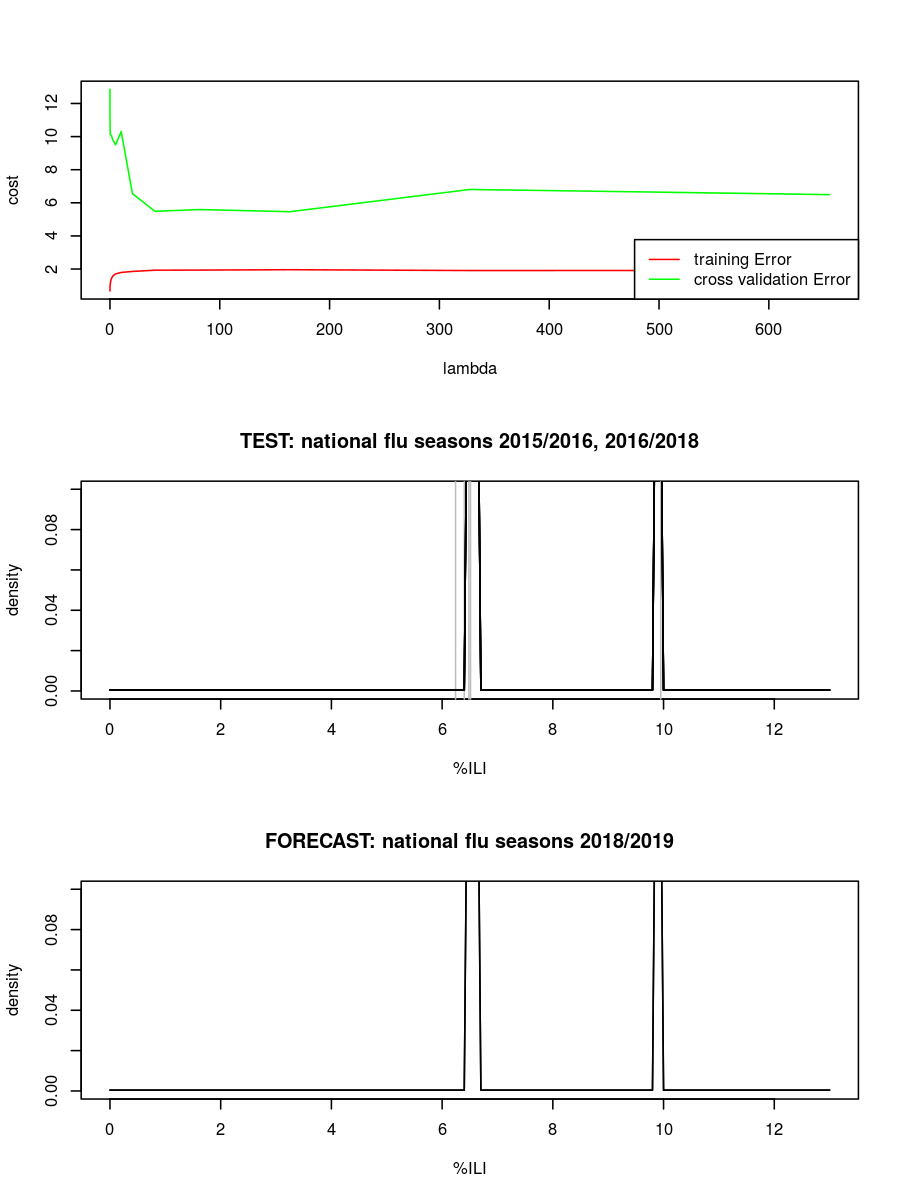 12
10
8
6
4
2
cost
training Error
cross validation Error
0 100 200 300 400 500 600
lambda
TEST: national flu seasons 2015/2016, 2016/2018
0.08
0.04
0.00
density
0 2 4 6 8 10 12
%ILI
FORECAST: national flu seasons 2018/2019
0.08
0.04
0.00
density
0 2 4 6 8 10 12
%ILI